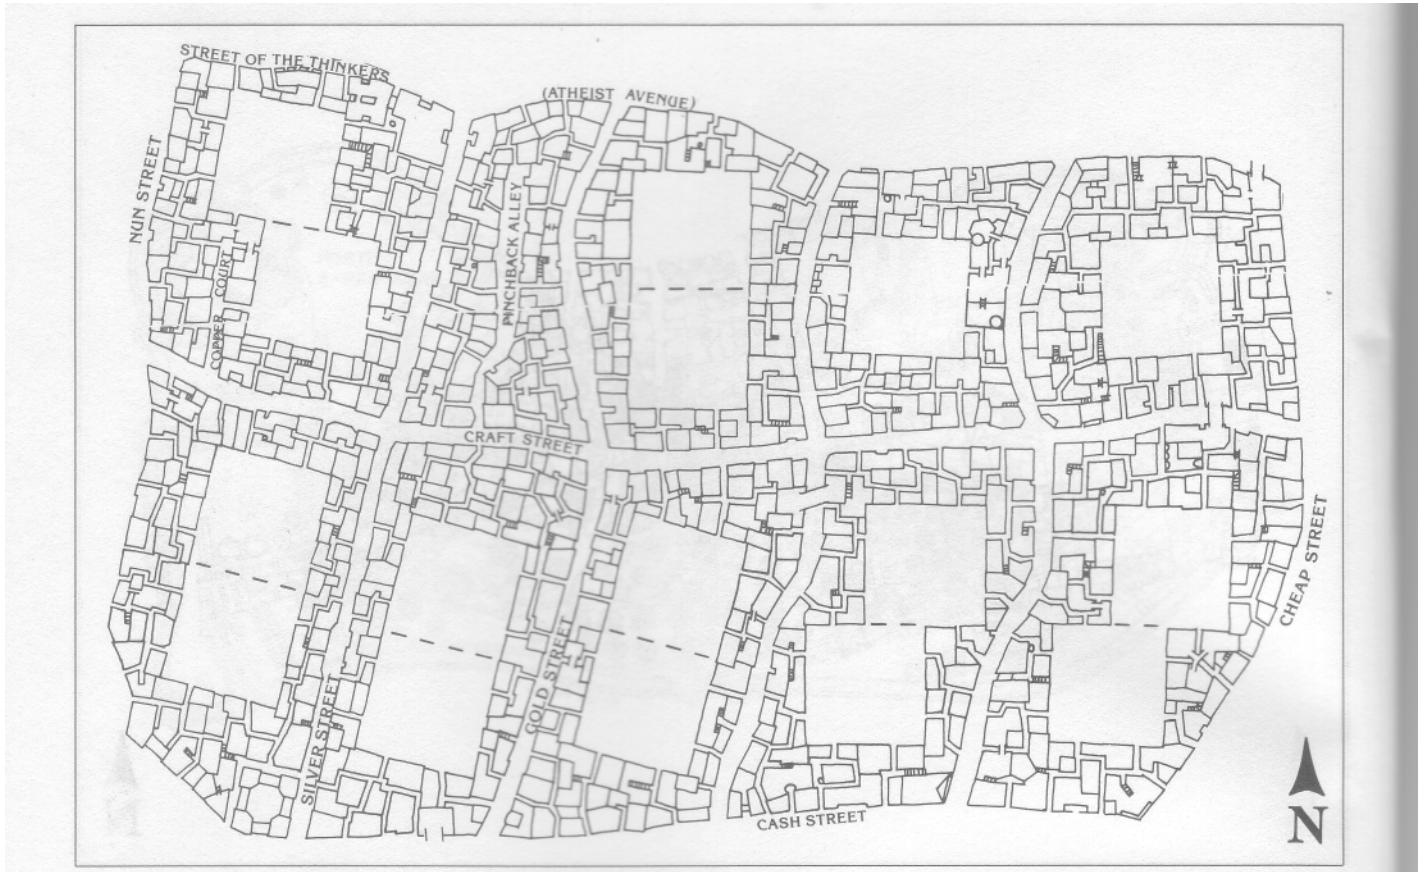 STREET OF THE THINKERS
(ATHEIST AVENUE)
NUN STREET
PINCHBACK ALLEY
COPPER COURT
CRAFT STREET
CHEAP STREET
GOLD STREET
SILVER STREET
CASH STREET
N